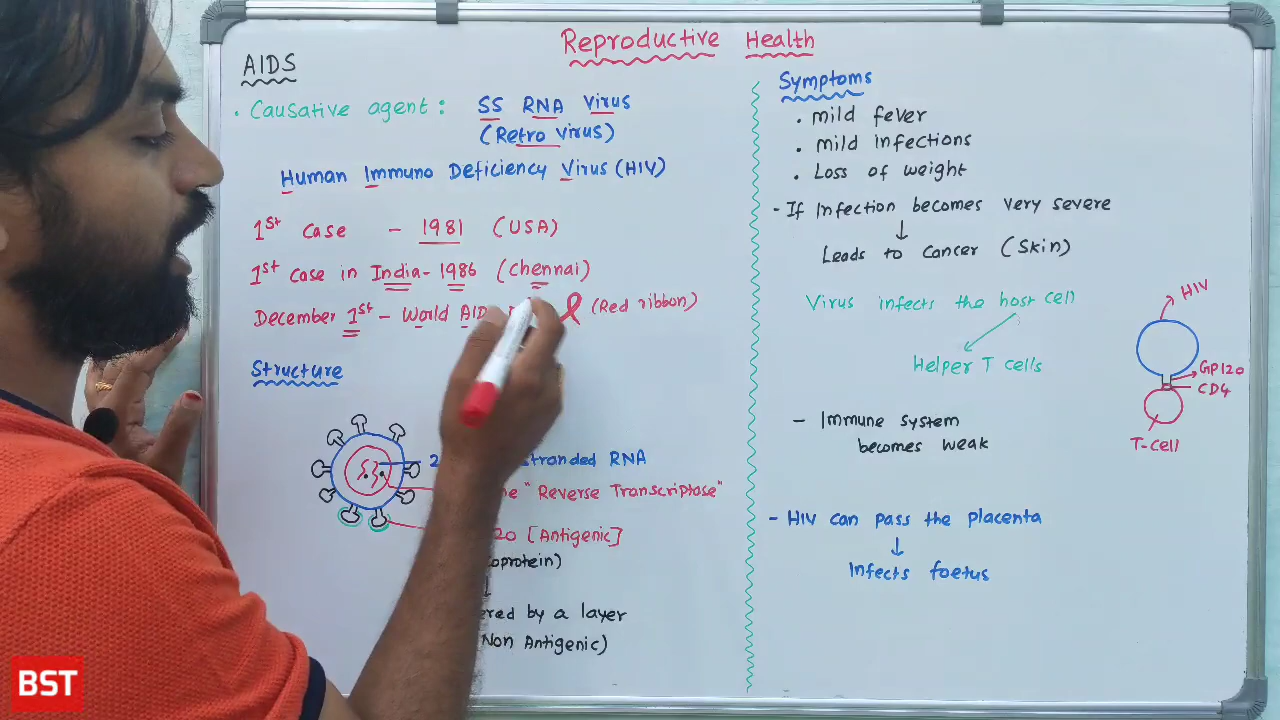 Reproductive Health
AIDS
. Causative agent : SS RNA Virus
(Retro virus)
Human Immuno Deficiency Virus (HIV)
1st case - 1981 (USA)
1st case in India - 1986 (chennai)
December 1st - World AID (Red ribbon)
Structure
2 stranded RNA
"Reverse Transcriptase"
[Antigenic]
by a layer
Non Antigenic)
Symptoms
. mild fever
. mild infections
. Loss of weight
- If Infection becomes very severe
Leads to cancer (Skin)
Virus infects the host cell
Helper T cells
HIV
GP120
CD4
T-cell
- Immune system
becomes weak
- HIV can pass the placenta
Infects foetus
BST